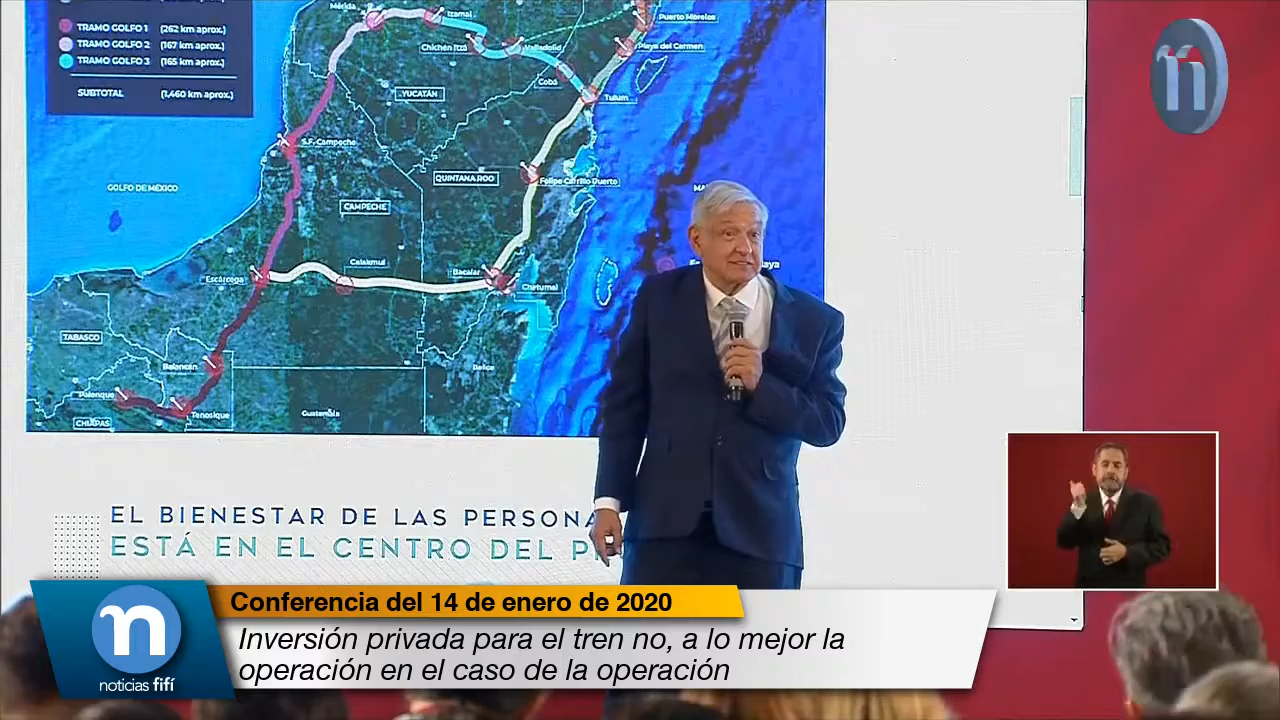 TRAMO GOLFO 1 (262 km aprox.)
TRAMO GOLFO 2 (167 km aprox.)
TRAMO GOLFO 3 (165 km aprox.)
SUBTOTAL (1,460 km aprox.)
Mérida
Izamal
Puerto Morelos
Chichén Itzá
Valladolid
Playa del Carmen
Cobá
Tulum
YUCATÁN
S.F. Campeche
GOLFO DE MÉXICO
QUINTANA ROO
Felipe Carrillo Puerto
CAMPECHE
Calakmul
Escárcega
Bacalar
Chetumal
TABASCO
Balancán
Belice
Palenque
Tenosique
Guatemala
CHIAPAS
EL BIENESTAR DE LAS PERSONA
ESTÁ EN EL CENTRO DEL P
n
n
noticias fifí
Conferencia del 14 de enero de 2020
Inversión privada para el tren no, a lo mejor la
operación en el caso de la operación